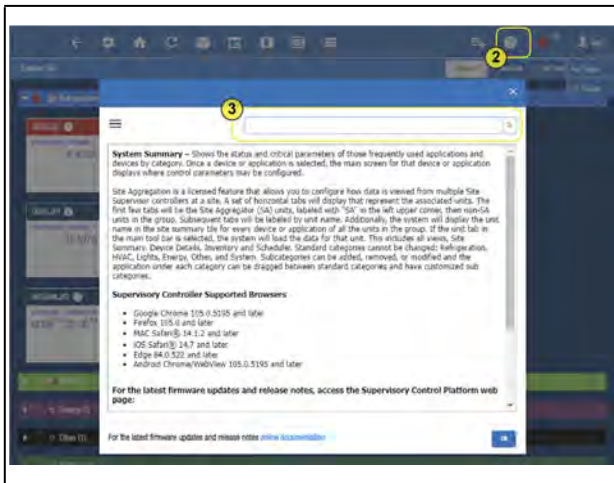 2
3
System Summary – Shows the status and critical parameters of those frequently used applications and
devices by category. Once a device or application is selected, the main screen for that device or application
displays where control parameters may be configured.
Site Aggregation is a licensed feature that allows you to configure how data is viewed from multiple Site
Supervisor controllers at a site. A set of horizontal tabs will display that represent the associated units. The
first few tabs will be the Site Aggregator (SA) units, labeled with "SA" in the left upper corner, then non-SA
units in the group. Subsequent tabs will be labeled by unit name. Additionally, the system will display the unit
name in the site summary tile for every device or application of all the units in the group. If the unit tab in
the main tool bar is selected, the system will load the data for that unit. This includes all views, Site
Summary, Device Details, Inventory and Scheduler. Standard categories cannot be changed: Refrigeration,
HVAC, Lights, Energy, Other, and System. Subcategories can be added, removed, or modified and the
application under each category can be dragged between standard categories and have customized sub
categories.
Supervisory Controller Supported Browsers
• Google Chrome 105.0.5195 and later
• Firefox 105.0 and later
• MAC Safari® 14.1.2 and later
• iOS Safari® 14.7 and later
• Edge 84.0.522 and later
• Android Chrome/WebView 105.0.5195 and later
For the latest firmware updates and release notes, access the Supervisory Control Platform web
page:
For the latest firmware updates and release notes online documentation